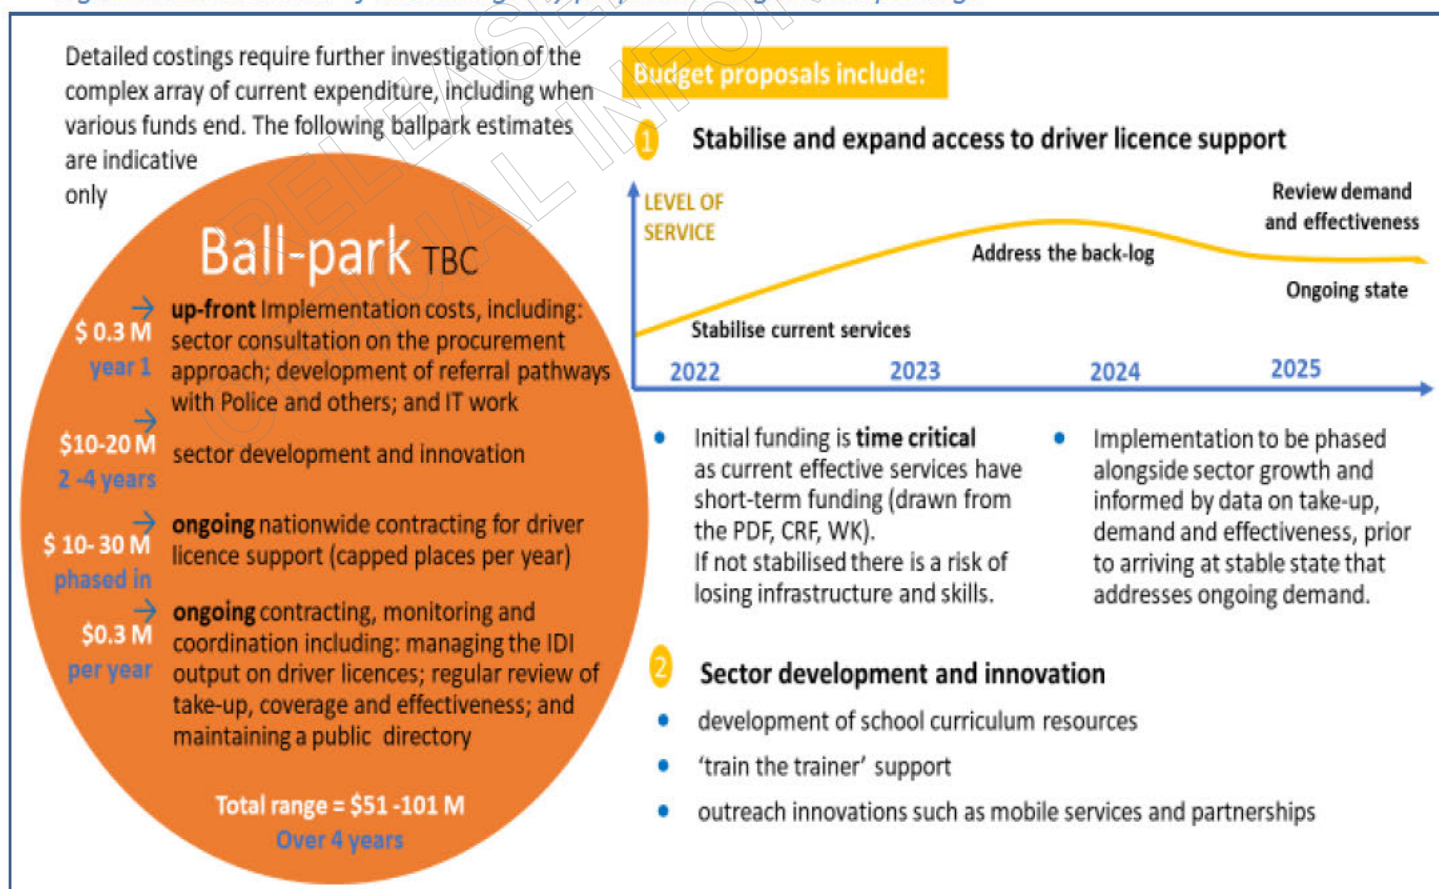 Detailed costings require further investigation of the
complex array of current expenditure, including when
various funds end. The following ballpark estimates
are indicative
only
Ball-park TBC
→ up-front Implementation costs, including:
$ 0.3 M
year 1
sector consultation on the procurement
approach; development of referral pathways
with Police and others; and IT work
→
$10-20 M
2 -4 years
sector development and innovation
→
$ 10- 30 M
phased in
ongoing nationwide contracting for driver
licence support (capped places per year)
→
$0.3 M
per year
ongoing contracting, monitoring and
coordination including: managing the IDI
output on driver licences; regular review of
take-up, coverage and effectiveness; and
maintaining a public directory
Total range = $51 -101 M
Over 4 years
Budget proposals include:
1 Stabilise and expand access to driver licence support
LEVEL OF
SERVICE
Review demand
and effectiveness
Address the back-log
Ongoing state
Stabilise current services
2022 2023 2024 2025
• Initial funding is time critical
as current effective services have
short-term funding (drawn from
the PDF, CRF, WK).
If not stabilised there is a risk of
losing infrastructure and skills.
• Implementation to be phased
alongside sector growth and
informed by data on take-up,
demand and effectiveness, prior
to arriving at stable state that
addresses ongoing demand.
2 Sector development and innovation
• development of school curriculum resources
• ‘train the trainer’ support
• outreach innovations such as mobile services and partnerships